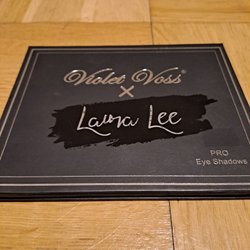 Violet Voss®
×
Laura Lee
PRO
Eye Shadows